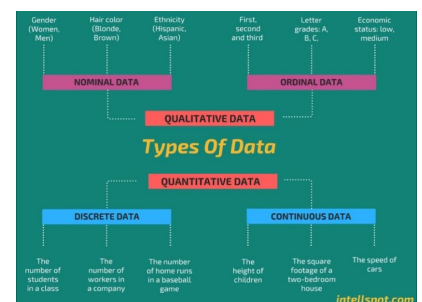 Gender
(Women,
Men)
Hair color
(Blonde,
Brown)
Ethnicity
(Hispanic,
Asian)
First,
second
and third
Letter
grades: A,
B, C,
Economic
status: low,
medium
NOMINAL DATA
ORDINAL DATA
QUALITATIVE DATA
Types Of Data
QUANTITATIVE DATA
DISCRETE DATA
CONTINUOUS DATA
The
number of
students
in a class
The
number of
workers in
a company
The number
of home runs
in a baseball
game
The
height of
children
The square
footage of a
two-bedroom
house
The speed of
cars
intellspot.com